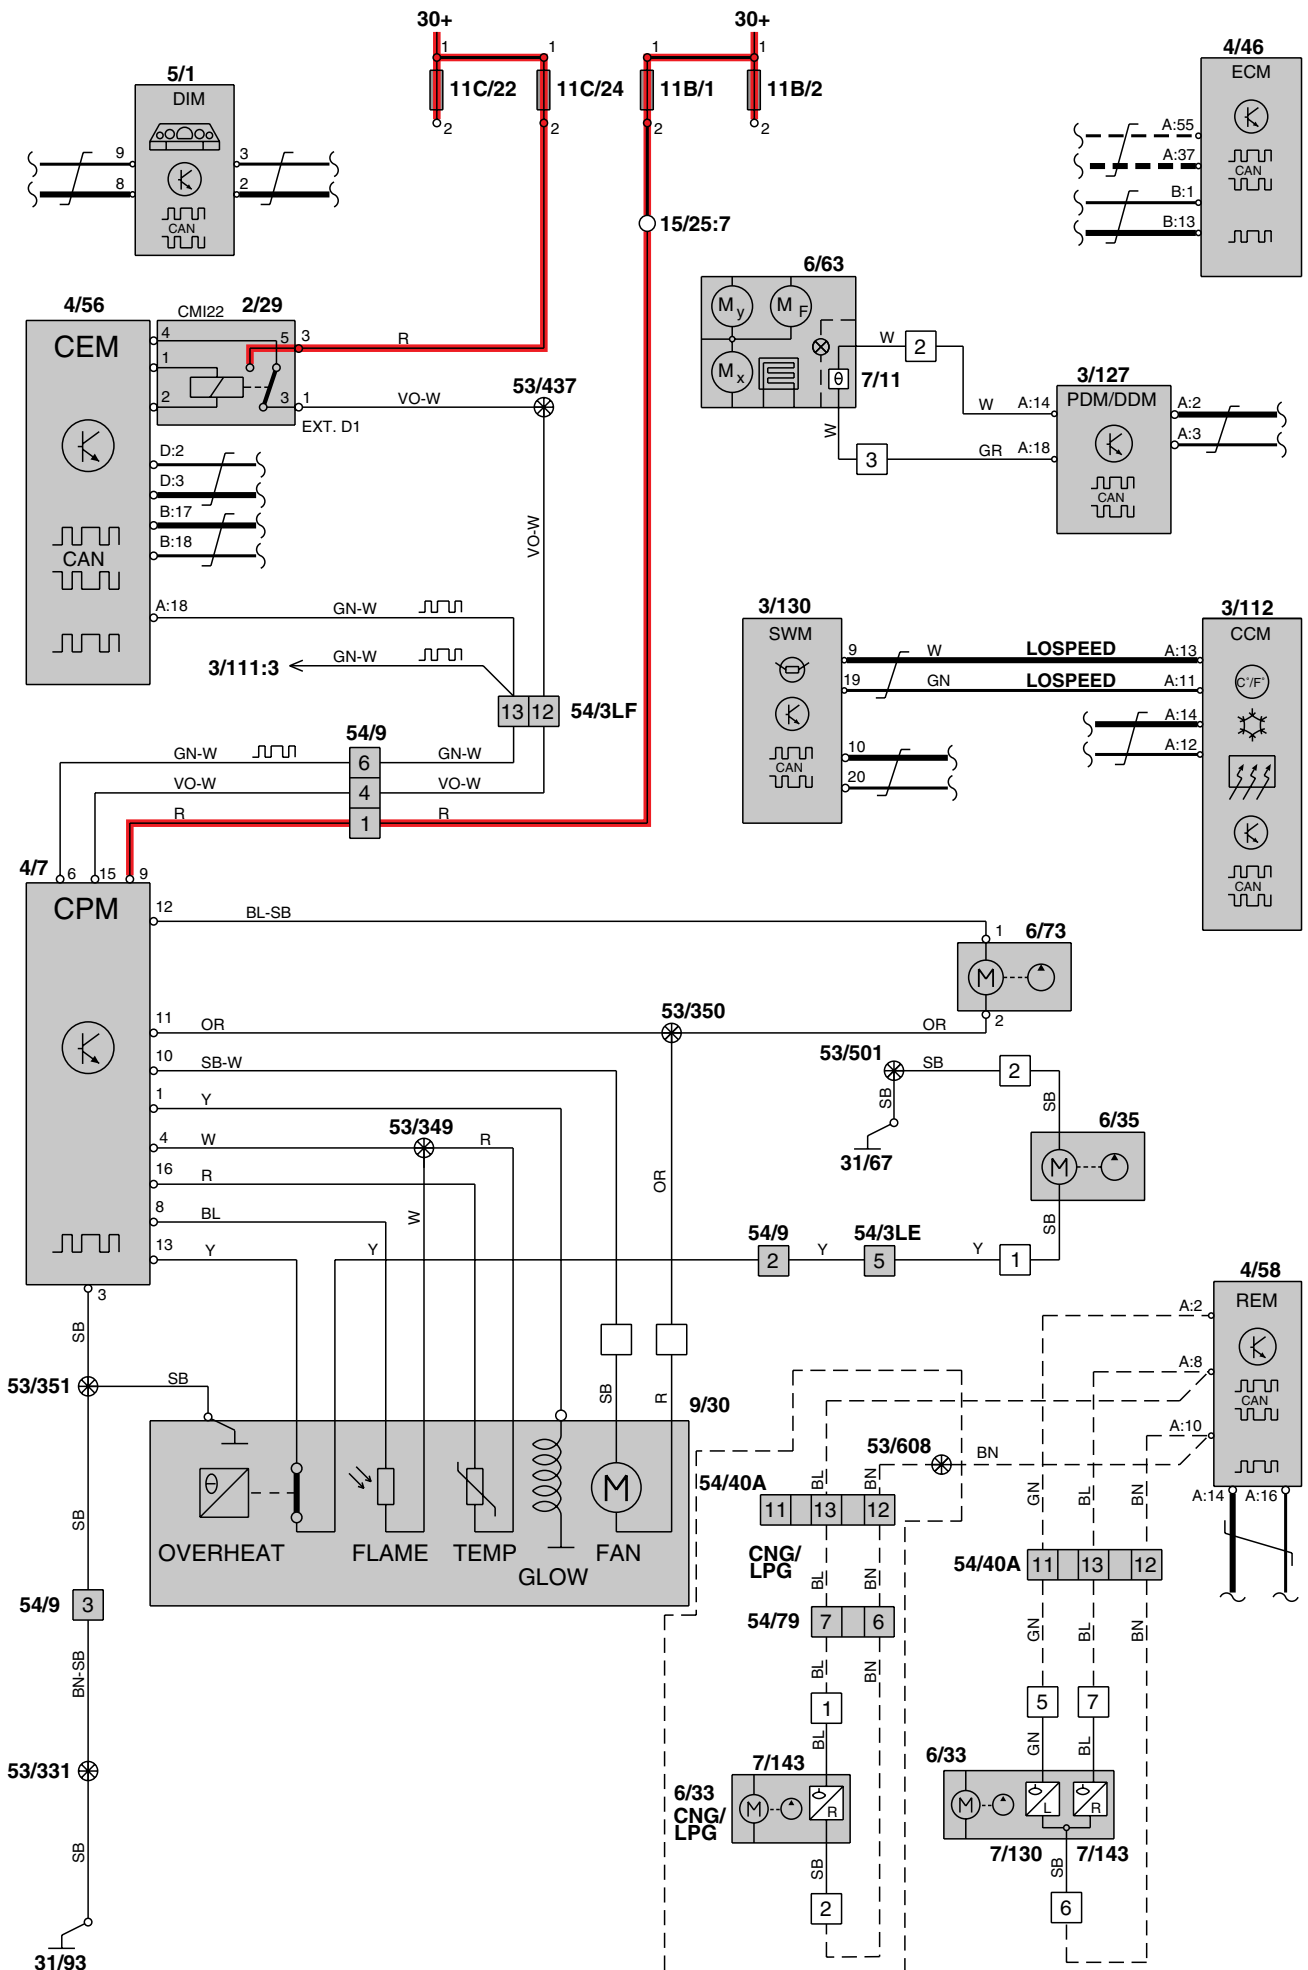 30+ 30+
1 1 1 1
11C/22 11C/24 11B/1 11B/2
2 2 2 2
4/46
ECM
A:55
A:37
CAN
B:1
B:13
5/1
DIM
9 3
8 2
CAN
15/25:7
4/56
CEM
CMI22 2/29
4 5 3 R
1
2 3 1 VO-W
EXT. D1
53/437
D:2
D:3
B:17
B:18
CAN
VO-W
A:18 GN-W
3/111:3 GN-W
13 12 54/3LF
6/63
My MF
Mx
θ 7/11
W 2
W
3
3/127
PDM/DDM
W A:14 A:2
GR A:18 A:3
CAN
3/130
SWM
9 W LOSPEED A:13
19 GN LOSPEED A:11
10
20
CAN
3/112
CCM
C°/F°
A:14
A:12
CAN
54/9
GN-W 6 GN-W
VO-W 4 VO-W
R 1 R
4/7
6 15 9
CPM
12 BL-SB
1 6/73
M
2
11 OR 53/350 OR
10 SB-W
1 Y
4 W 53/349 R
16 R
8 BL
13 Y Y
W
OR
53/501 SB 2
SB
31/67
SB
6/35
M
SB
54/9 54/3LE
2 Y 5 Y 1
3
SB
53/351 SB
SB
54/9 3
BN-SB
53/331
SB
31/93
SB R
9/30
θ
M
OVERHEAT FLAME TEMP FAN
GLOW
4/58
REM
A:2
A:8
A:10
CAN
A:14 A:16
53/608 BN
BL BN
54/40A
11 13 12
CNG/
LPG
BL BN
54/79 7 6
BL BN
1
BL
7/143
6/33
CNG/
LPG
M R
SB
2
GN BL BN
54/40A 11 13 12
GN BL BN
5 7
GN BL
6/33
M L R
7/130 7/143
SB
6